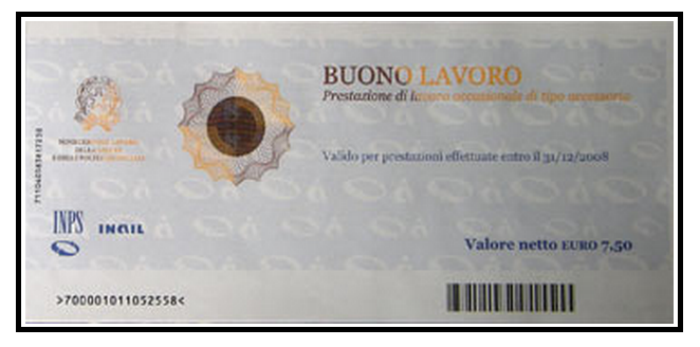 BUONO LAVORO
Prestazione di lavoro occasionale di tipo accessorio
Valido per prestazioni effettuate entro il 31/12/2008
INPS INAIL
Valore netto EURO 7,50
>700001011052558<